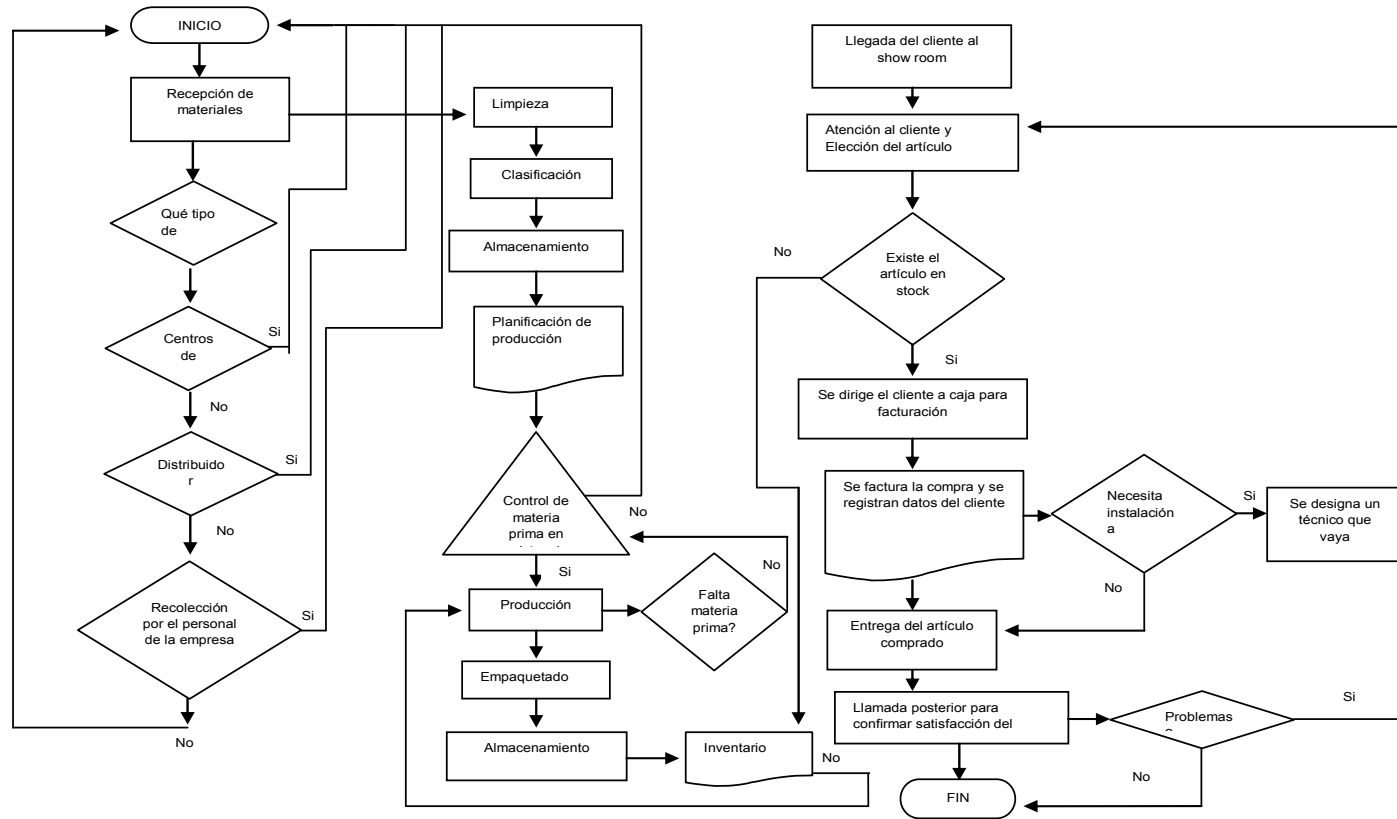 INICIO
Recepción de
materiales
Qué tipo
de
Centros
de
Si
No
Distribuido
r
Si
No
Recolección
por el personal
de la empresa
Si
No
Limpieza
Clasificación
Almacenamiento
Planificación de
producción
Control de
materia
prima en
No
Si
Producción
Falta
materia
prima?
No
Empaquetado
Almacenamiento
Inventario
No
Llegada del cliente al
show room
Atención al cliente y
Elección del artículo
Existe el
artículo en
stock
No
Si
Se dirige el cliente a caja para
facturación
Se factura la compra y se
registran datos del cliente
Necesita
instalación
a
Si
No
Se designa un
técnico que
vaya
Entrega del artículo
comprado
Llamada posterior para
confirmar satisfacción del
Problemas
Si
No
FIN